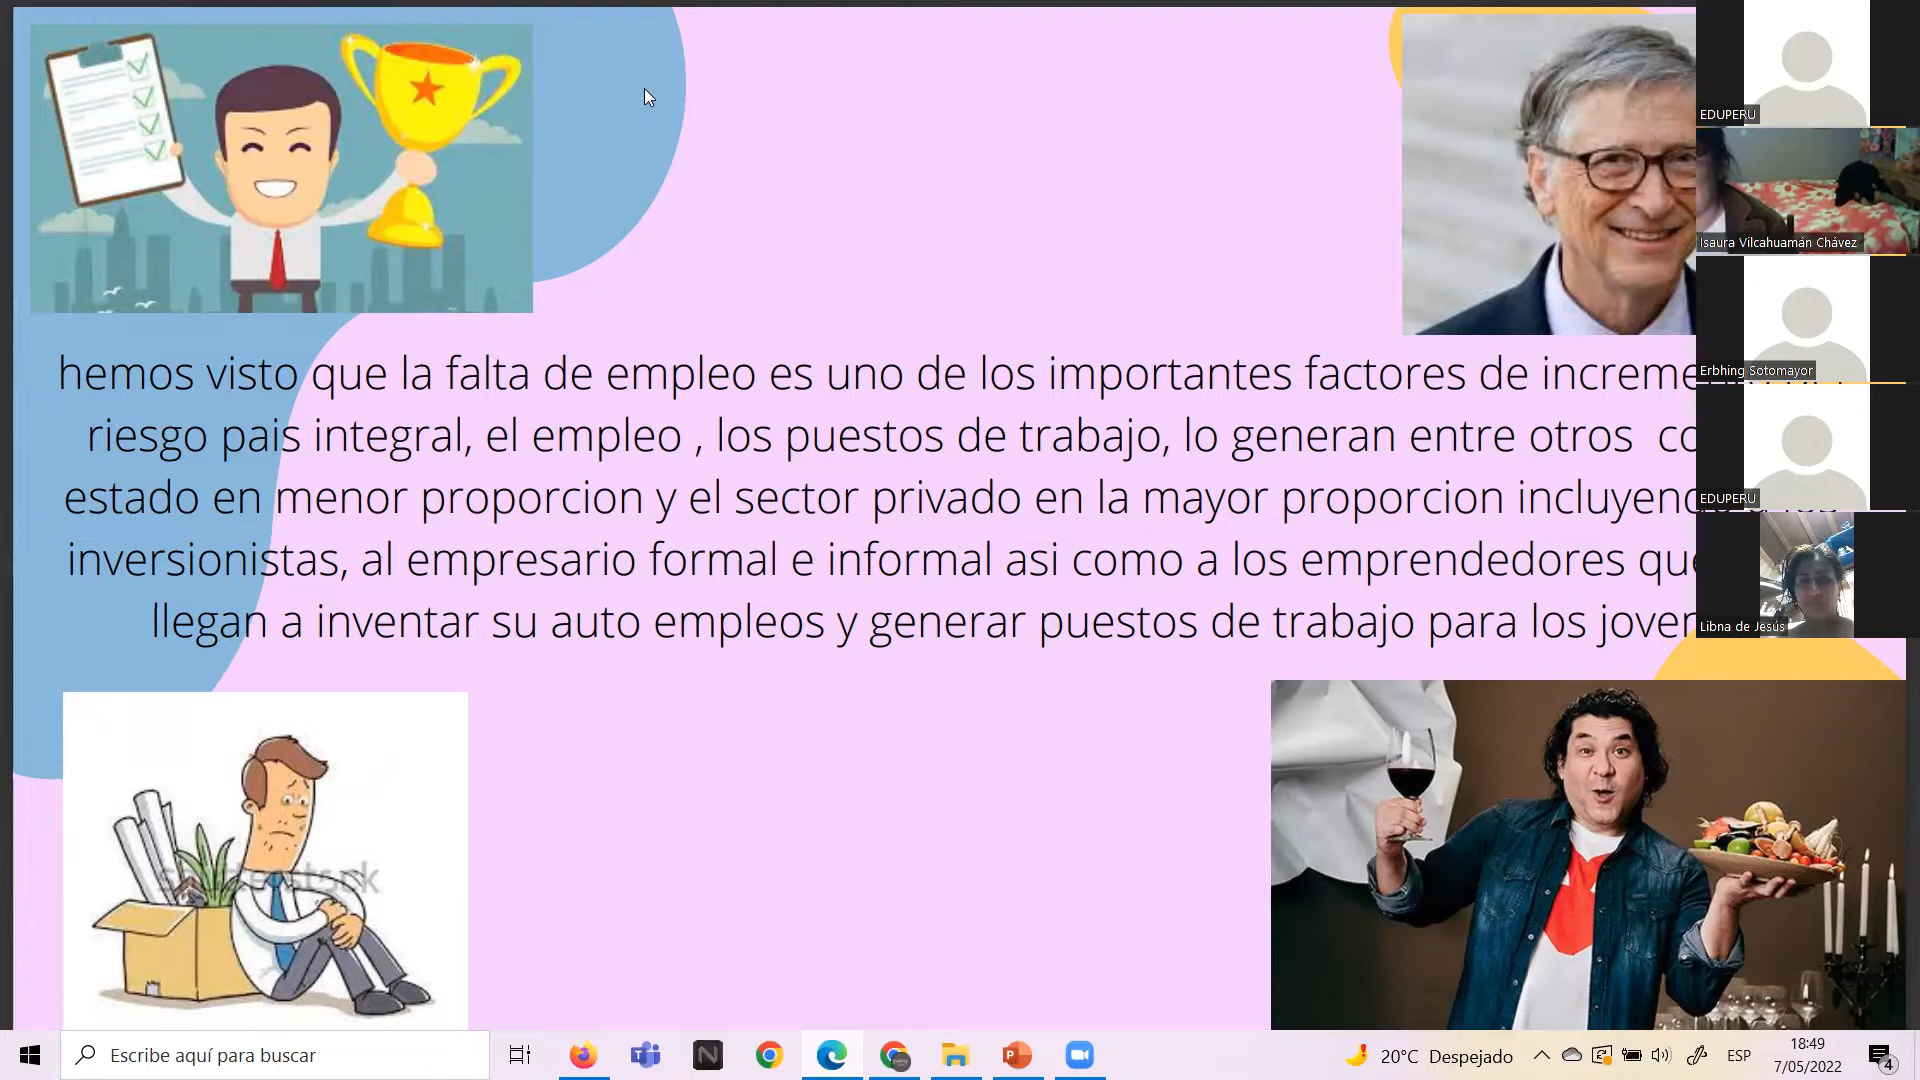 EDUPERU
Isaura Vilcahuamán Chávez
hemos visto que la falta de empleo es uno de los importantes factores de
Erbhing Sotomayor
riesgo pais integral, el empleo , los puestos de trabajo, lo generan entre otros
estado en menor proporcion y el sector privado en la mayor proporcion
EDUPERU
inversionistas, al empresario formal e informal asi como a los emprendedores
llegan a inventar su auto empleos y generar puestos de trabajo para los
Libna de Jesús
Escribe aquí para buscar
20°C Despejado
ESP
18:49
7/05/2022
4